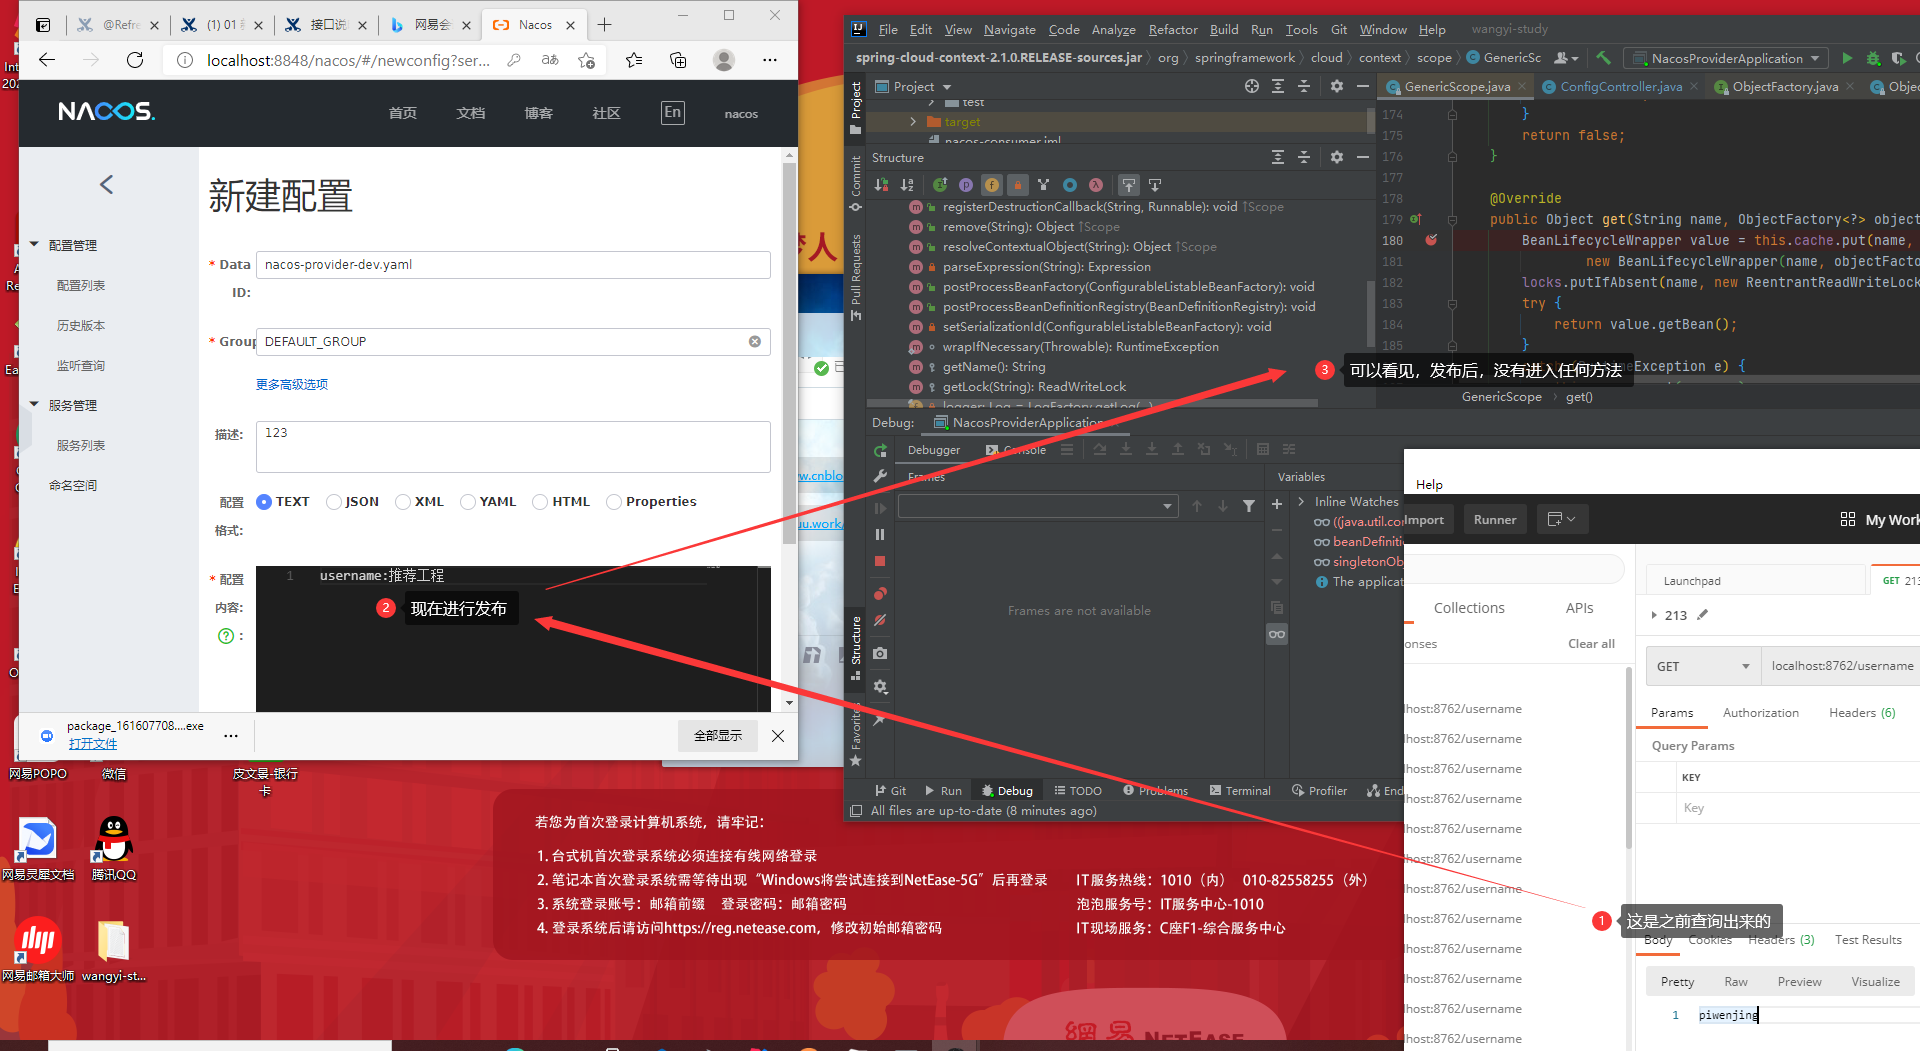 @Refre
(1) 01
接口说
网易会
Nacos
localhost:8848/nacos/#/newconfig?ser...
NACOS.
首页
文档
博客
社区
En
nacos
新建配置
配置管理
配置列表
历史版本
监听查询
服务管理
服务列表
命名空间
* Data ID:
nacos-provider-dev.yaml
* Group
DEFAULT_GROUP
更多高级选项
描述:
123
配置格式:
TEXT
JSON
XML
YAML
HTML
Properties
* 配置内容:
?
:
1
username:推荐工程
2
现在进行发布
package_161607708....exe
打开文件
全部显示
File Edit View Navigate Code Analyze Refactor Build Run Tools Git Window Help
wangyi-study
spring-cloud-context-2.1.0.RELEASE-sources.jar
org
springframework
cloud
context
scope
GenericSc
NacosProviderApplication
Project
test
target
nacos-consumer.iml
Structure
registerDestructionCallback(String, Runnable): void ↑Scope
remove(String): Object ↑Scope
resolveContextualObject(String): Object ↑Scope
parseExpression(String): Expression
postProcessBeanFactory(ConfigurableListableBeanFactory): void
postProcessBeanDefinitionRegistry(BeanDefinitionRegistry): void
setSerializationId(ConfigurableListableBeanFactory): void
wrapIfNecessary(Throwable): RuntimeException
getName(): String
getLock(String): ReadWriteLock
logger: Log = LogFactory.getLog(...)
Project
Commit
Pull Requests
Structure
Favorites
GenericScope.java
ConfigController.java
ObjectFactory.java
Objec
174 }
175 return false;
176 }
177
178 @Override
179 public Object get(String name, ObjectFactory<?> object
180 BeanLifecycleWrapper value = this.cache.put(name,
181 new BeanLifecycleWrapper(name, objectFacto
182 locks.putIfAbsent(name, new ReentrantReadWriteLock
183 try {
184 return value.getBean();
185 }
Exception e) {
3
可以看见，发布后，没有进入任何方法
GenericScope
get()
Debug:
NacosProviderApplication
Debugger
Console
Frames
Variables
Frames are not available
Inline Watches
((java.util.con
beanDefiniti
singletonOb
The applicat
Git
Run
Debug
TODO
Problems
Terminal
Profiler
End
All files are up-to-date (8 minutes ago)
Help
Import
Runner
My Work
Launchpad
GET 213
Collections
APIs
213
onses
Clear all
GET
localhost:8762/username
lhost:8762/username
lhost:8762/username
lhost:8762/username
lhost:8762/username
lhost:8762/username
lhost:8762/username
lhost:8762/username
lhost:8762/username
lhost:8762/username
lhost:8762/username
lhost:8762/username
lhost:8762/username
Params
Authorization
Headers (6)
Query Params
KEY
Key
1
这是之前查询出来的
Body
Cookies
Headers (3)
Test Results
Pretty
Raw
Preview
Visualize
1
piwenjing
w.cnblo
uu.work/
人
网易POPO
微信
皮文景-银行卡
网易灵犀文档
腾讯QQ
网易邮箱大师
wangyi-st...
若您为首次登录计算机系统，请牢记：
1. 台式机首次登录系统必须连接有线网络登录
2. 笔记本首次登录系统需等待出现“Windows将尝试连接到NetEase-5G”后再登录
3. 系统登录账号：邮箱前缀 登录密码：邮箱密码
4. 登录系统后请访问https://reg.netease.com，修改初始邮箱密码
IT服务热线：1010（内） 010-82558255（外）
泡泡服务号：IT服务中心-1010
IT现场服务：C座F1-综合服务中心
網易 NETEASE